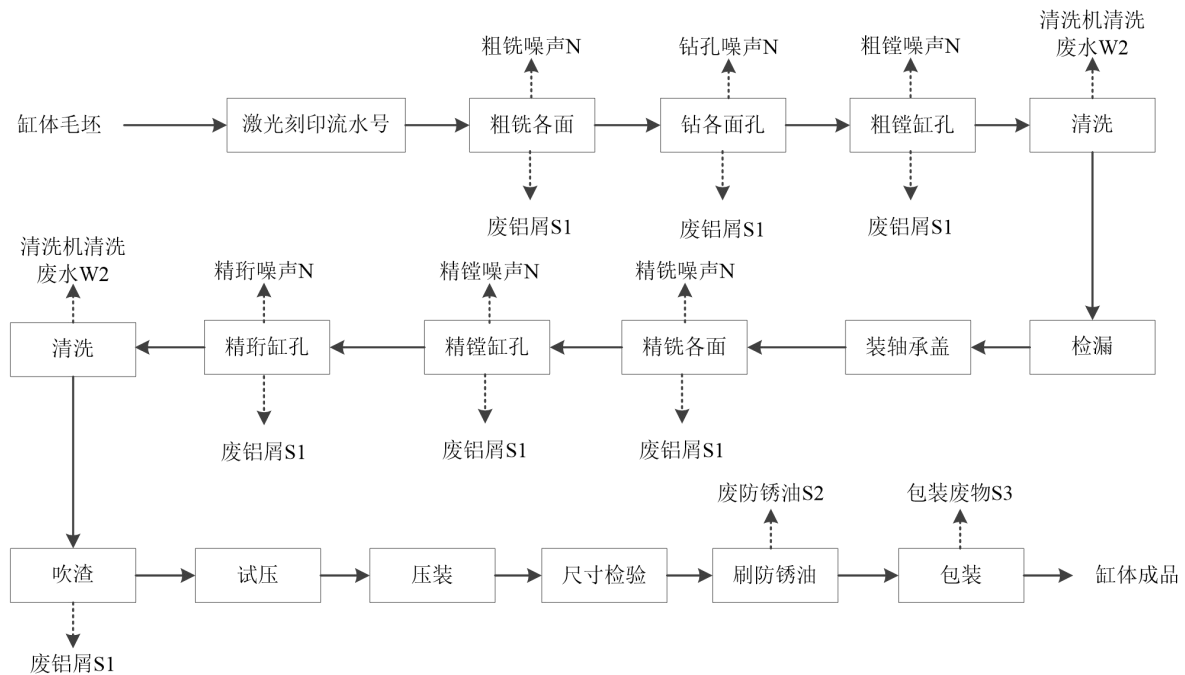 粗铣噪声N
钻孔噪声N
粗镗噪声N
清洗机清洗
废水W2
缸体毛坯
激光刻印流水号
粗铣各面
钻各面孔
粗镗缸孔
清洗
废铝屑S1
废铝屑S1
废铝屑S1
清洗机清洗
废水W2
精珩噪声N
精镗噪声N
精铣噪声N
清洗
精珩缸孔
精镗缸孔
精铣各面
装轴承盖
检漏
废铝屑S1
废铝屑S1
废铝屑S1
废防锈油S2
包装废物S3
吹渣
试压
压装
尺寸检验
刷防锈油
包装
缸体成品
废铝屑S1